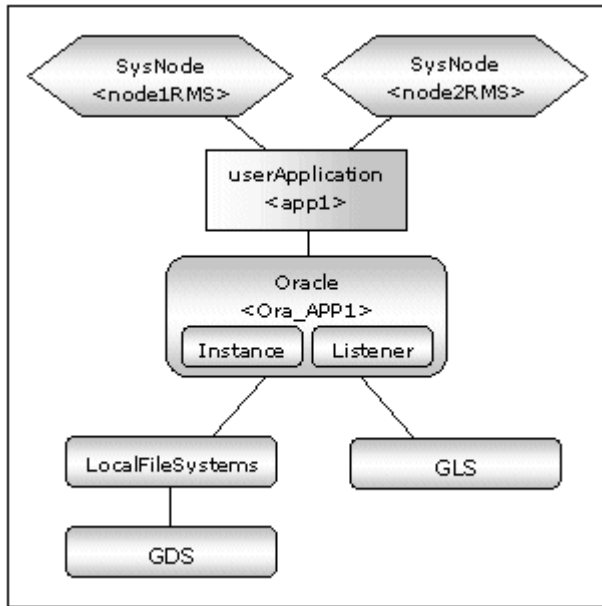 SysNode
<node1RMS>
SysNode
<node2RMS>
userApplication
<app1>
Oracle
<Ora_APP1>
Instance
Listener
LocalFileSystems
GLS
GDS